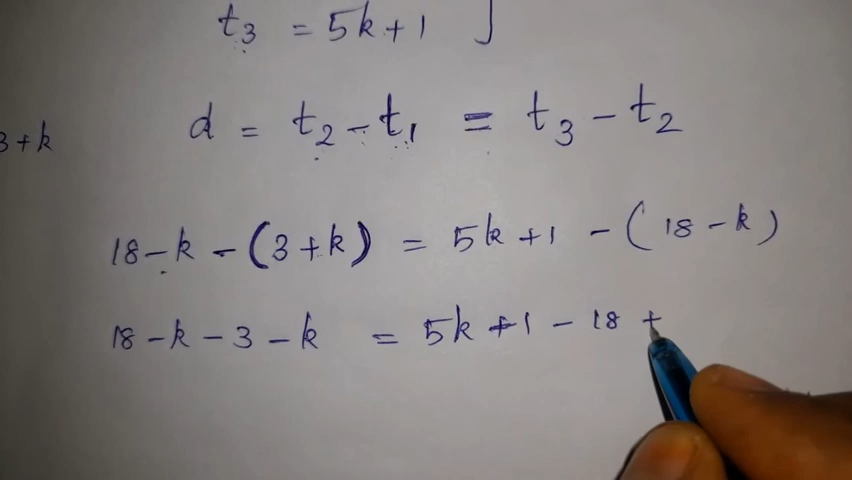 t₃ = 5k+1 ]
d = t₂ - t₁ = t₃ - t₂
3+k
18-k-(3+k) = 5k+1-(18-k)
18-k-3-k = 5k+1-18+